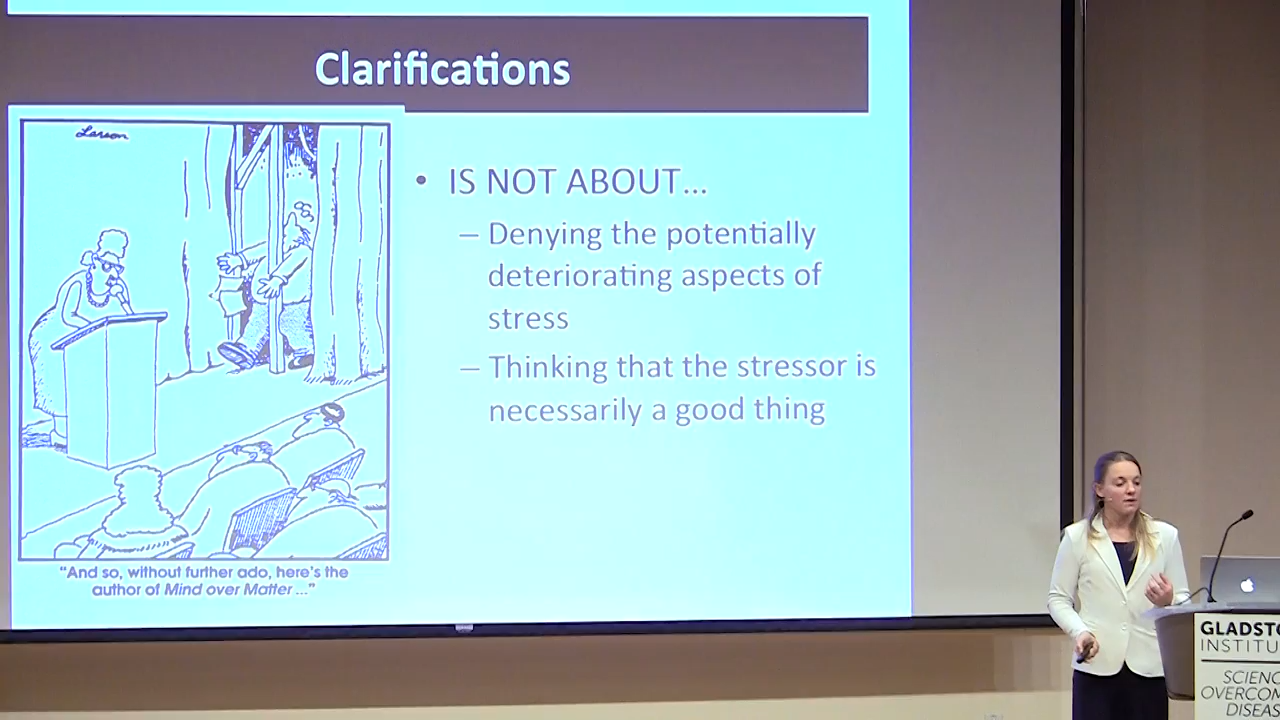 Clarifications
Larson
• IS NOT ABOUT...
– Denying the potentially
deteriorating aspects of
stress
– Thinking that the stressor is
necessarily a good thing
"And so, without further ado, here's the
author of Mind over Matter ..."
GLADSTO
INSTITU
SCIENC
OVERCOM
DISEAS